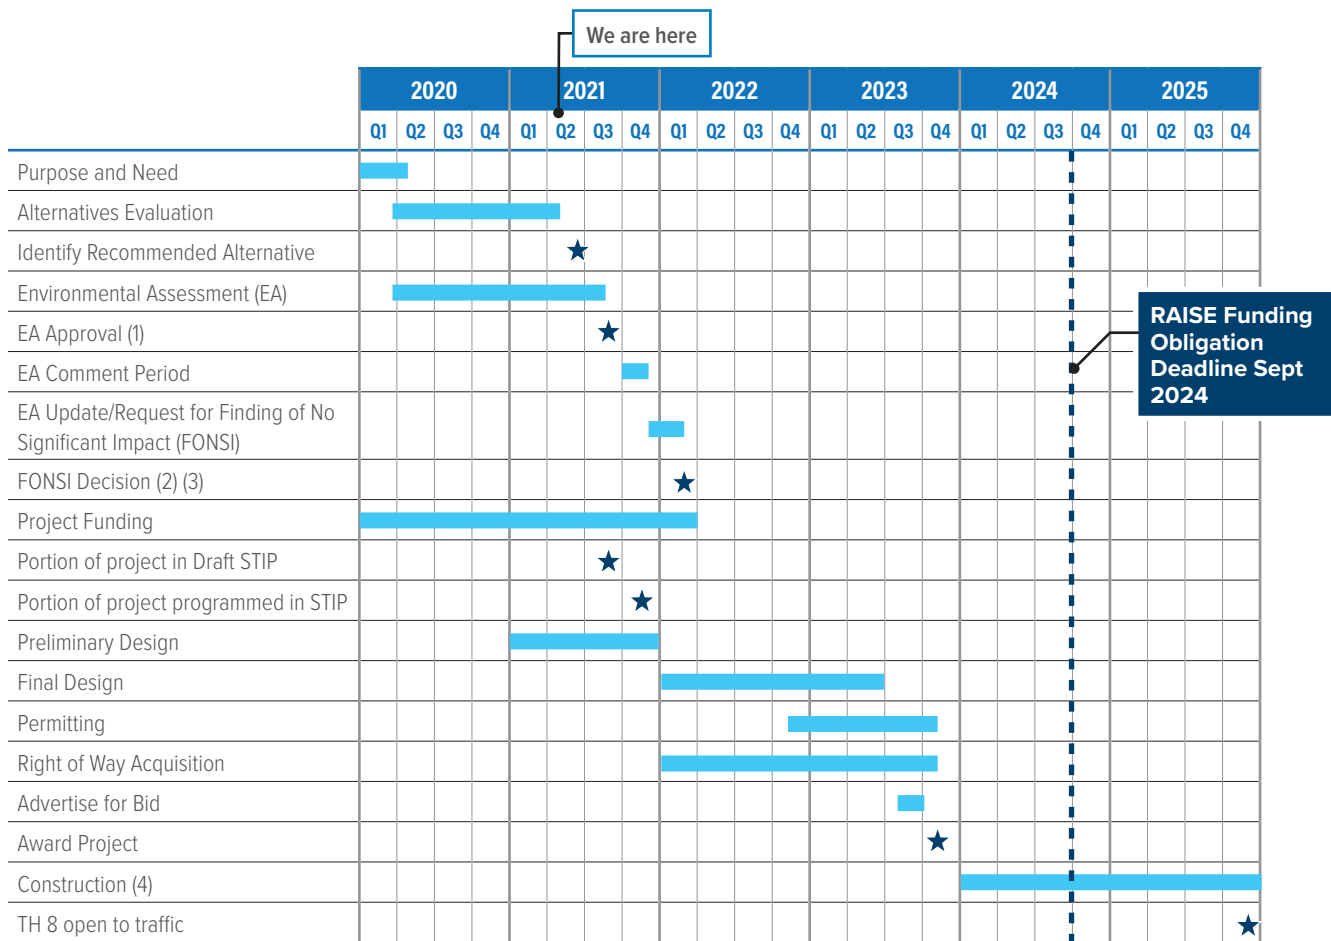 We are here
2020 2021 2022 2023 2024 2025
Q1 Q2 Q3 Q4 Q1 Q2 Q3 Q4 Q1 Q2 Q3 Q4 Q1 Q2 Q3 Q4 Q1 Q2 Q3 Q4 Q1 Q2 Q3 Q4
Purpose and Need
Alternatives Evaluation
Identify Recommended Alternative
Environmental Assessment (EA)
EA Approval (1)
EA Comment Period
RAISE Funding
Obligation
Deadline Sept
2024
EA Update/Request for Finding of No
Significant Impact (FONSI)
FONSI Decision (2) (3)
Project Funding
Portion of project in Draft STIP
Portion of project programmed in STIP
Preliminary Design
Final Design
Permitting
Right of Way Acquisition
Advertise for Bid
Award Project
Construction (4)
TH 8 open to traffic